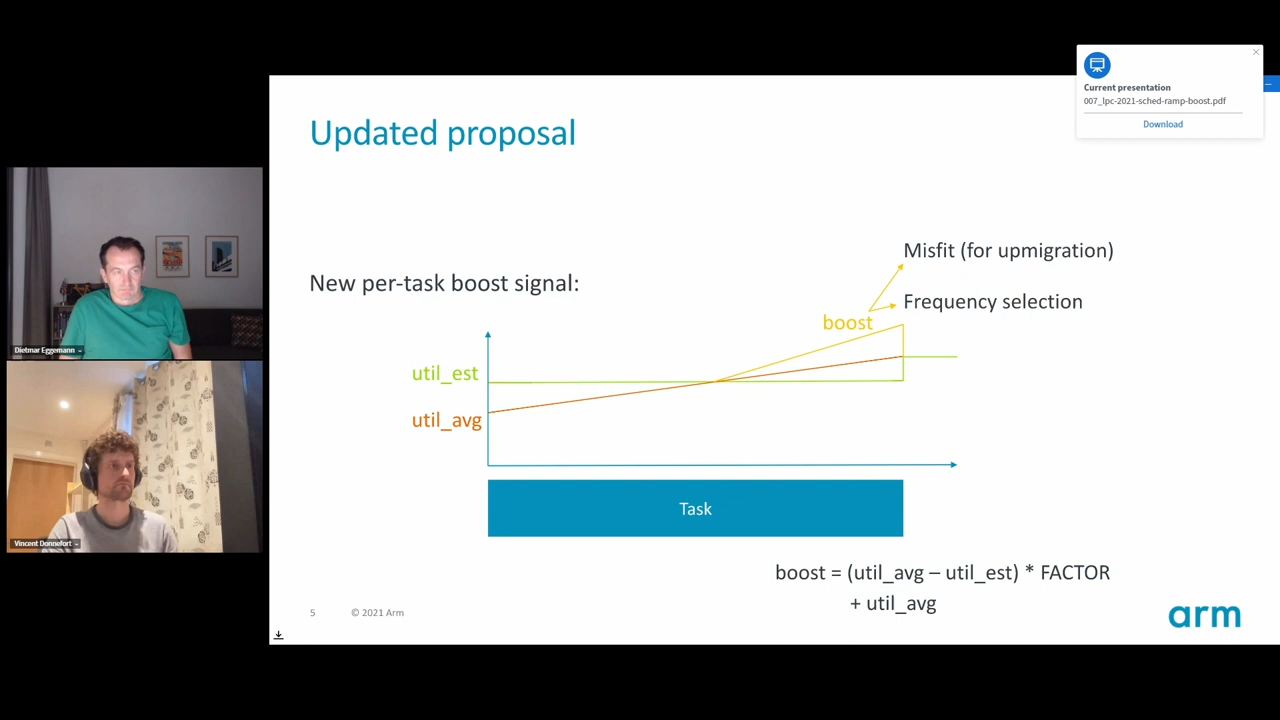 Current presentation
007_lpc-2021-sched-ramp-boost.pdf
Download
Updated proposal
Misfit (for upmigration)
New per-task boost signal:
Frequency selection
boost
util_est
util_avg
Task
boost = (util_avg – util_est) * FACTOR
+ util_avg
5
© 2021 Arm
arm
Dietmar Eggemann
Vincent Donnefort